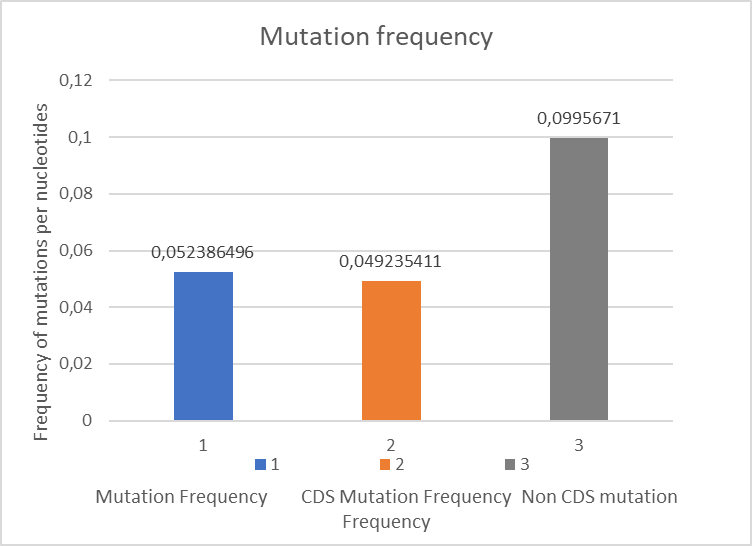 Mutation frequency
Frequency of mutations per nucleotides
0,12
0,1
0,08
0,06
0,04
0,02
0
0,052386496
0,049235411
0,0995671
1 2 3
1 2 3
Mutation Frequency CDS Mutation Frequency Non CDS mutation
Frequency